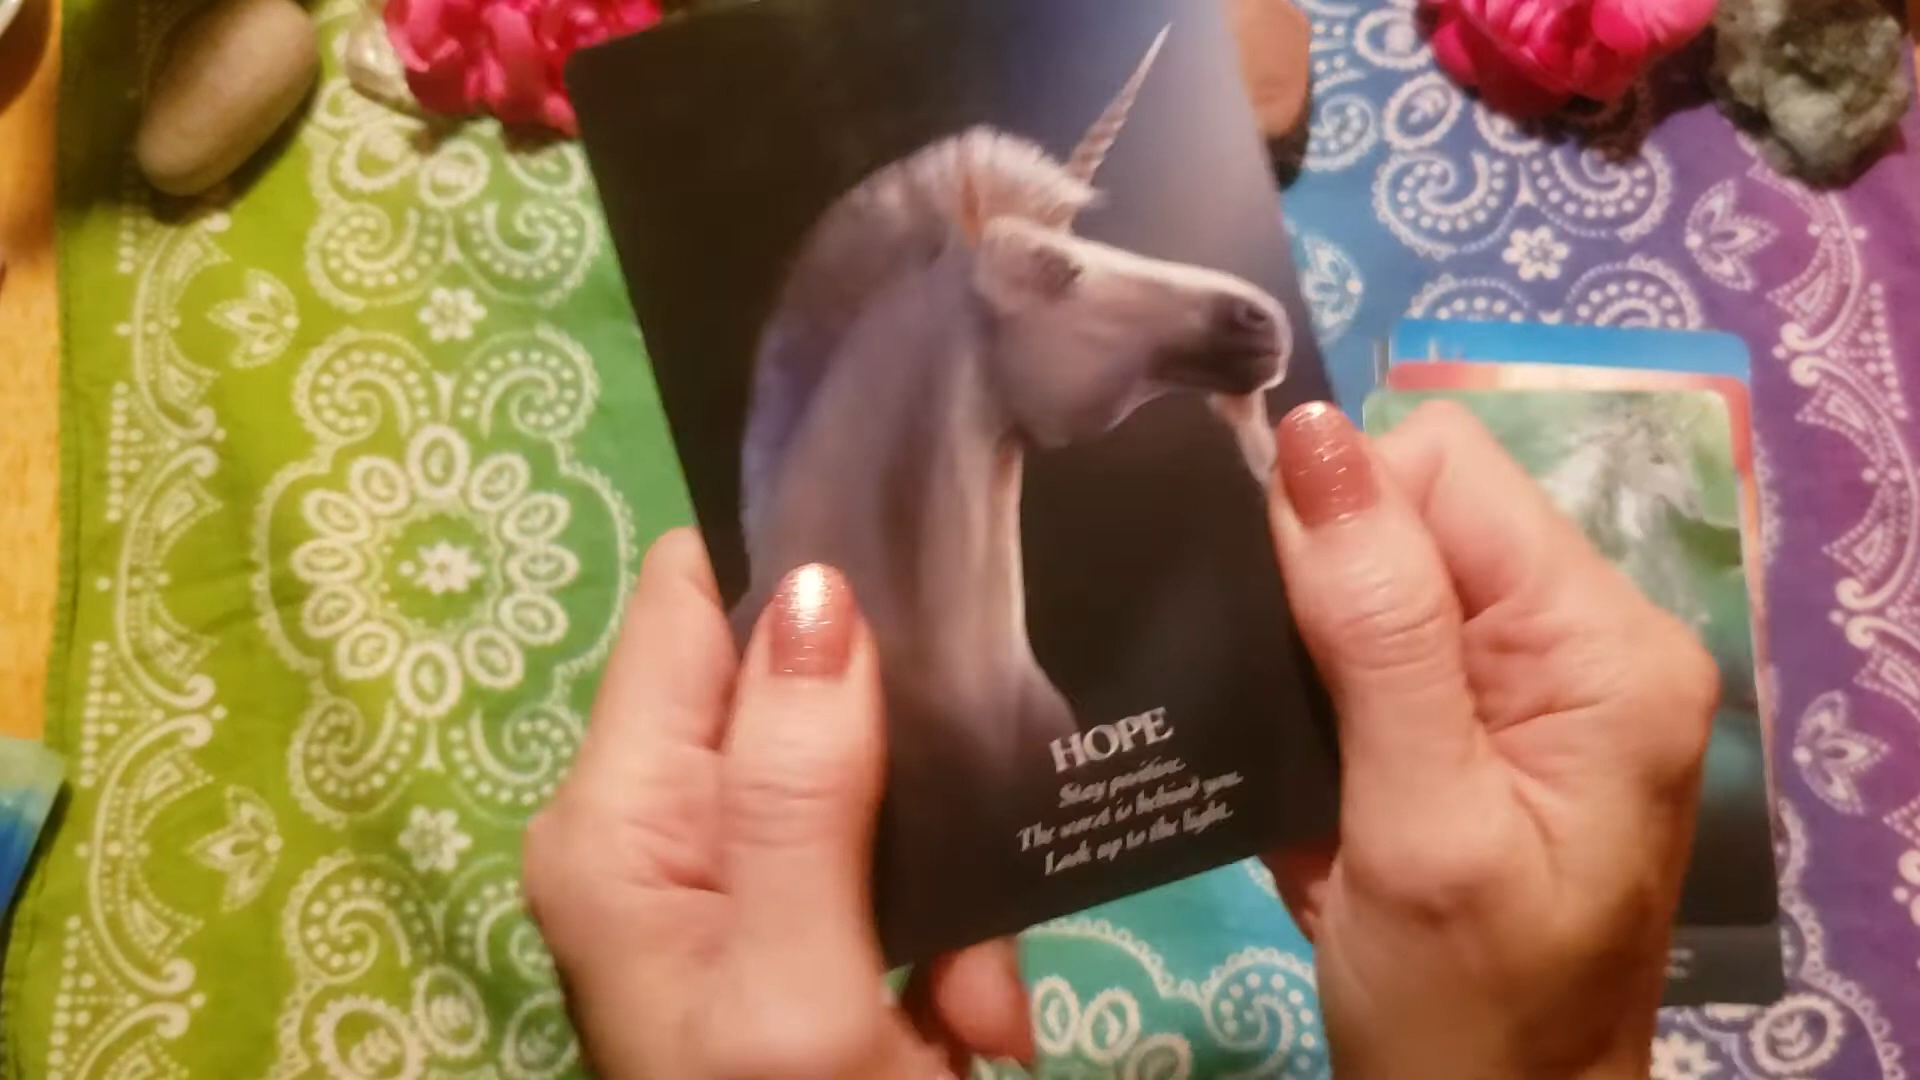 HOPE
Stay positive.
The worst is behind you.
Look up to the light.